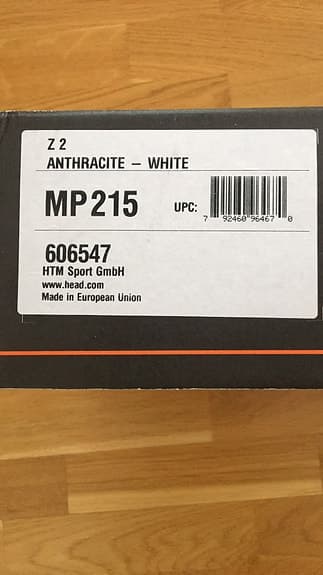 Z 2
ANTHRACITE – WHITE
MP 215
UPC:
7 92460 96467 0
606547
HTM Sport GmbH
www.head.com
Made in European Union